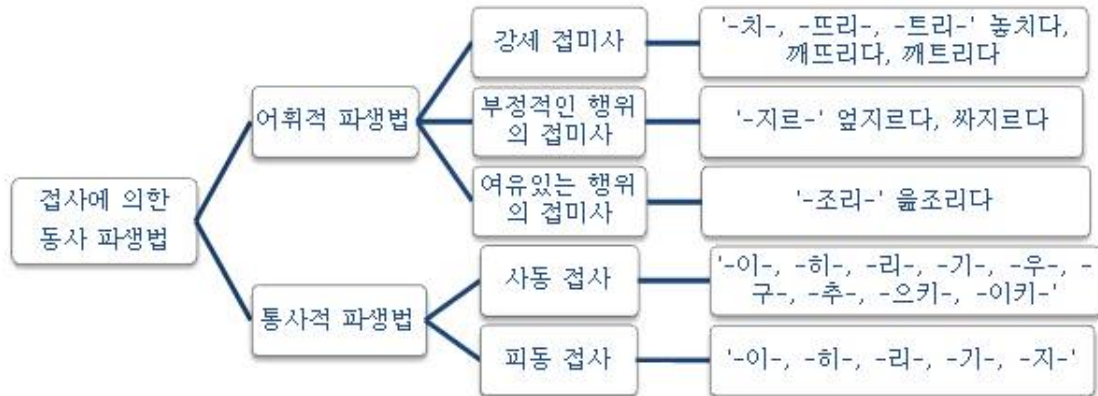 접사에 의한
동사 파생법
어휘적 파생법
강세 접미사
'-치-, -뜨리-, -트리-' 놓치다,
깨뜨리다, 깨트리다
부정적인 행위
의 접미사
'-지르-' 엎지르다, 싸지르다
여유있는 행위
의 접미사
'-조리-' 읊조리다
통사적 파생법
사동 접사
'-이-, -히-, -리-, -기-, -우-, -
구-, -추-, -으키-, -이키-'
피동 접사
'-이-, -히-, -리-, -기-, -지-'